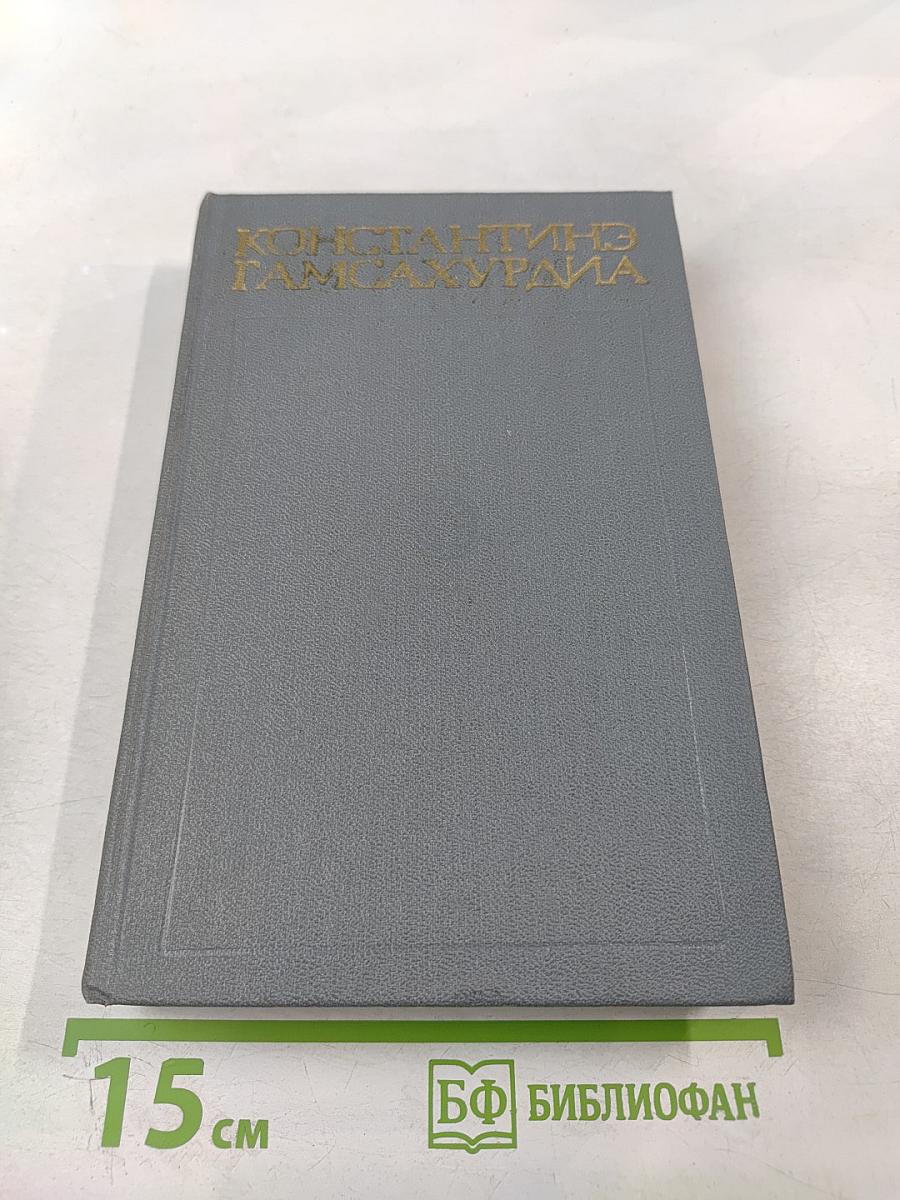 КОНСТАНТИНЭ
ГАМСАХУРДИА
15 см
БФ БИБЛИОФАН